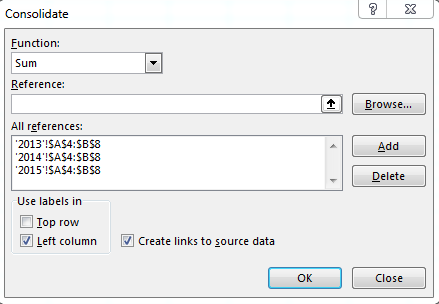 Consolidate
Function:
Sum
Reference:
Browse...
All references:
'2013'!$A$4:$B$8
'2014'!$A$4:$B$8
'2015'!$A$4:$B$8
Add
Delete
Use labels in
Top row
Left column
Create links to source data
OK
Close